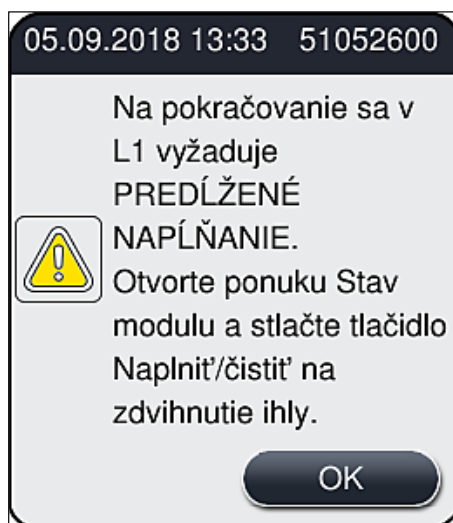 05.09.2018 13:33 51052600
Na pokračovanie sa v
L1 vyžaduje
PREDĹŽENÉ
NAPĹŇANIE.
Otvorte ponuku Stav
modulu a stlačte tlačidlo
Naplniť/čistiť na
zdvihnutie ihly.
OK